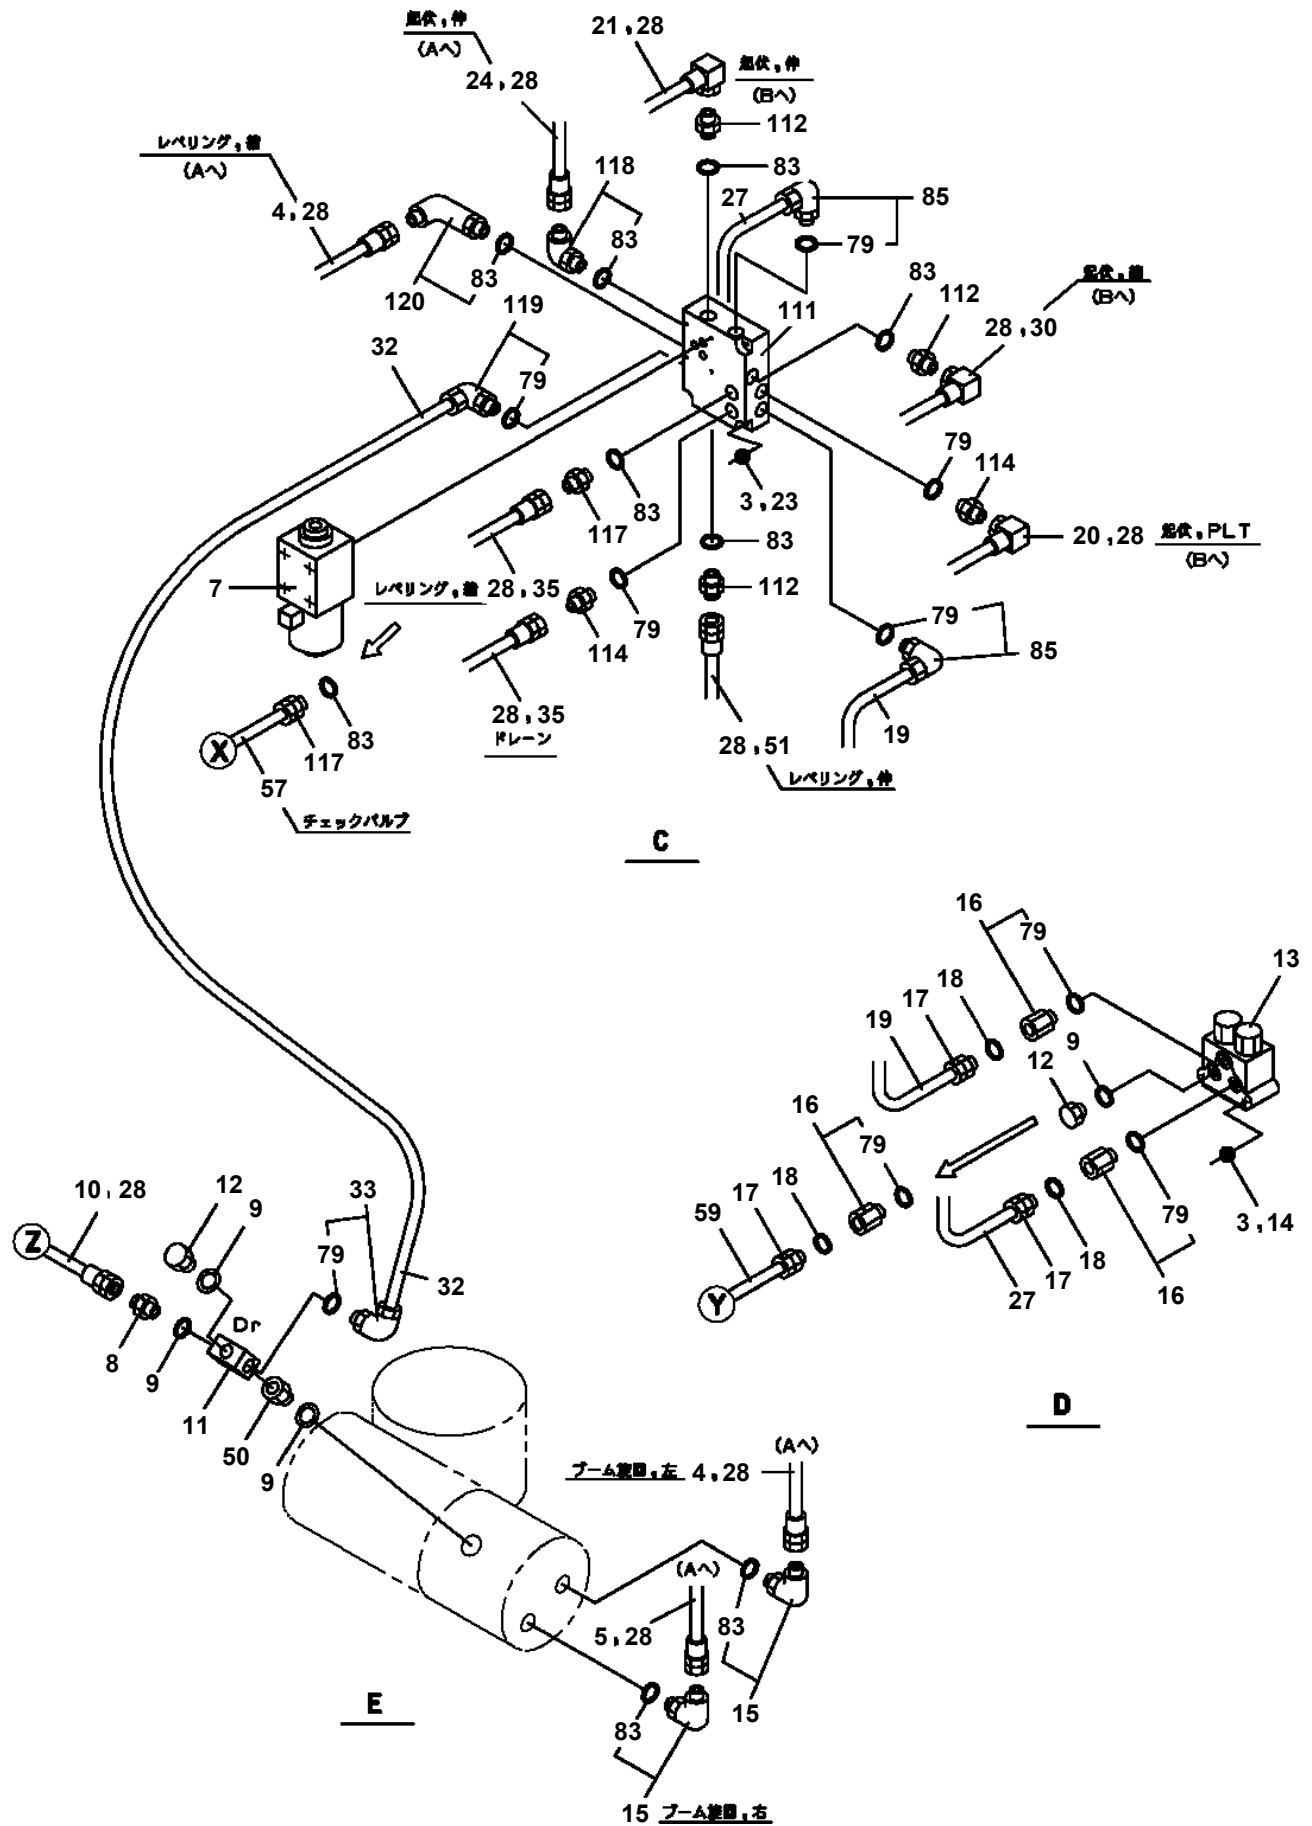 起伏,伸
(Aへ)
24,28
21,28
起伏,伸
(Bへ)
112
83
レベリング,縮
(Aへ)
4,28
118
83
27
85
79
83
120
119
111
83
112
起伏,縮
(Bへ)
28,30
32
79
79
114
20,28 起伏,PLT
(Bへ)
3,23
83
117
83
112
7
レベリング,縮 28,35
79
114
79
85
19
28,35
ドレーン
28,51
レベリング,伸
X
83
117
57
チェックバルブ
C
16
79
13
18
17
19
9
12
16
79
18
17
59
Y
79
3,14
18
17
27
16
D
10,28
12
9
33
79
32
Z
Dr
8
9
11
50
9
(Aへ)
ブーム旋回,左 4,28
(Aへ)
5,28
83
15
E
83
15 ブーム旋回,右